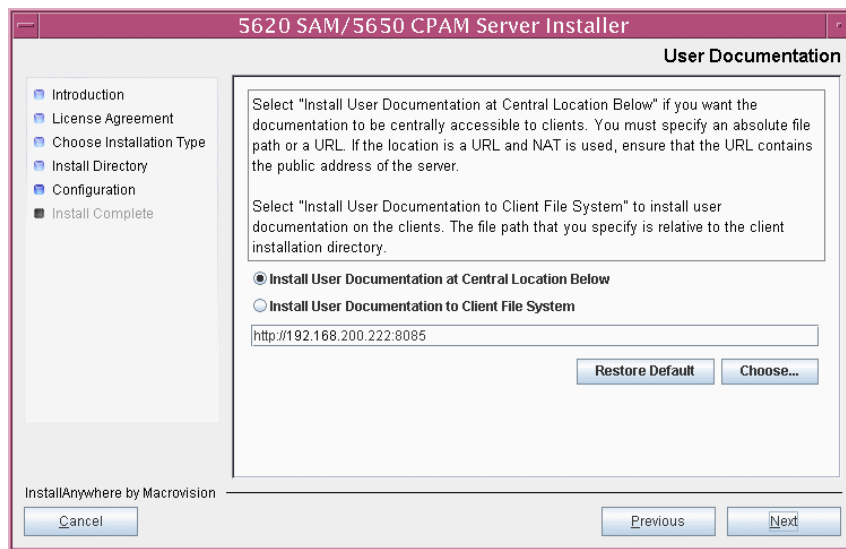 5620 SAM/5650 CPAM Server Installer
User Documentation
Introduction
License Agreement
Choose Installation Type
Install Directory
Configuration
Install Complete
Select "Install User Documentation at Central Location Below" if you want the
documentation to be centrally accessible to clients. You must specify an absolute file
path or a URL. If the location is a URL and NAT is used, ensure that the URL contains
the public address of the server.
Select "Install User Documentation to Client File System" to install user
documentation on the clients. The file path that you specify is relative to the client
installation directory.
Install User Documentation at Central Location Below
Install User Documentation to Client File System
http://192.168.200.222:8085
Restore Default
Choose...
InstallAnywhere by Macrovision
Cancel
Previous
Next